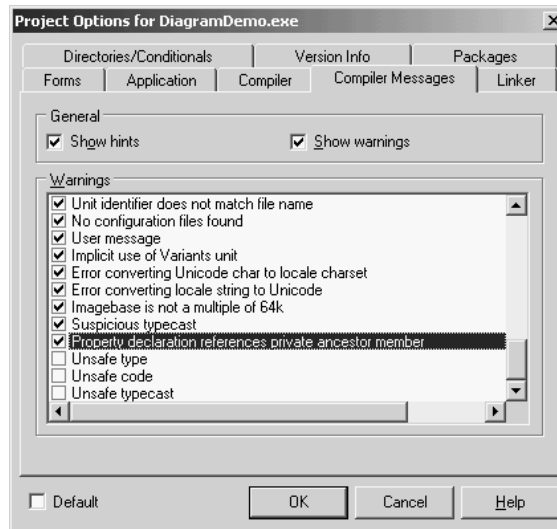 Project Options for DiagramDemo.exe
Directories/Conditionals Version Info Packages
Forms Application Compiler Compiler Messages Linker
General
Show hints Show warnings
Warnings
Unit identifier does not match file name
No configuration files found
User message
Implicit use of Variants unit
Error converting Unicode char to locale charset
Error converting locale string to Unicode
Imagebase is not a multiple of 64k
Suspicious typecast
Property declaration references private ancestor member
Unsafe type
Unsafe code
Unsafe typecast
Default OK Cancel Help